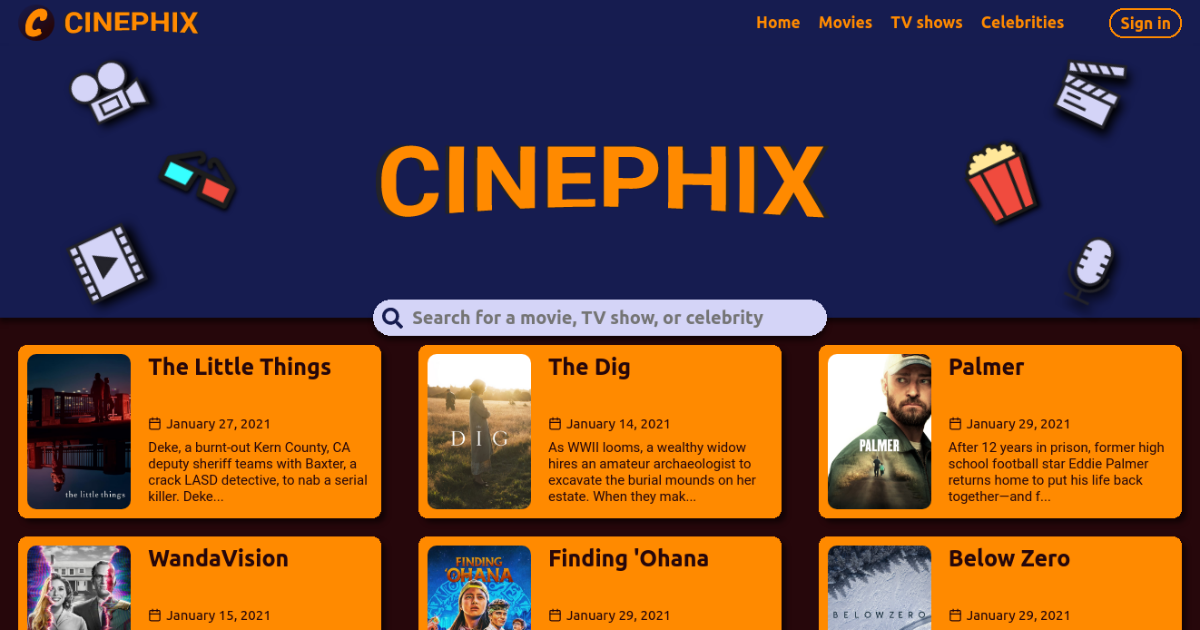 CINEPHIX
Home Movies TV shows Celebrities Sign in
CINEPHIX
Search for a movie, TV show, or celebrity
the little things
The Little Things
January 27, 2021
Deke, a burnt-out Kern County, CA
deputy sheriff teams with Baxter, a
crack LASD detective, to nab a serial
killer. Deke...
DIG
The Dig
January 14, 2021
As WWII looms, a wealthy widow
hires an amateur archaeologist to
excavate the burial mounds on her
estate. When they mak...
PALMER
Palmer
January 29, 2021
After 12 years in prison, former high
school football star Eddie Palmer
returns home to put his life back
together—and f...
WandaVision
January 15, 2021
FINDING
'OHANA
Finding 'Ohana
January 29, 2021
BELOWZERO
Below Zero
January 29, 2021